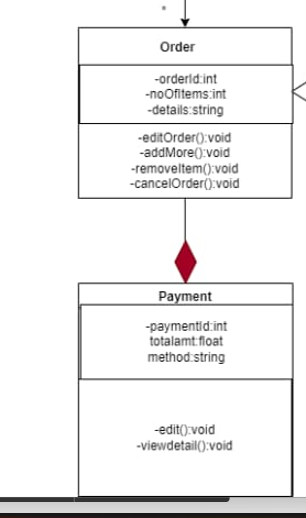 Order
-orderId:int
-noOfItems:int
-details:string
-editOrder():void
-addMore():void
-removeItem():void
-cancelOrder():void
Payment
-paymentId:int
totalamt:float
method:string
-edit():void
-viewdetail():void